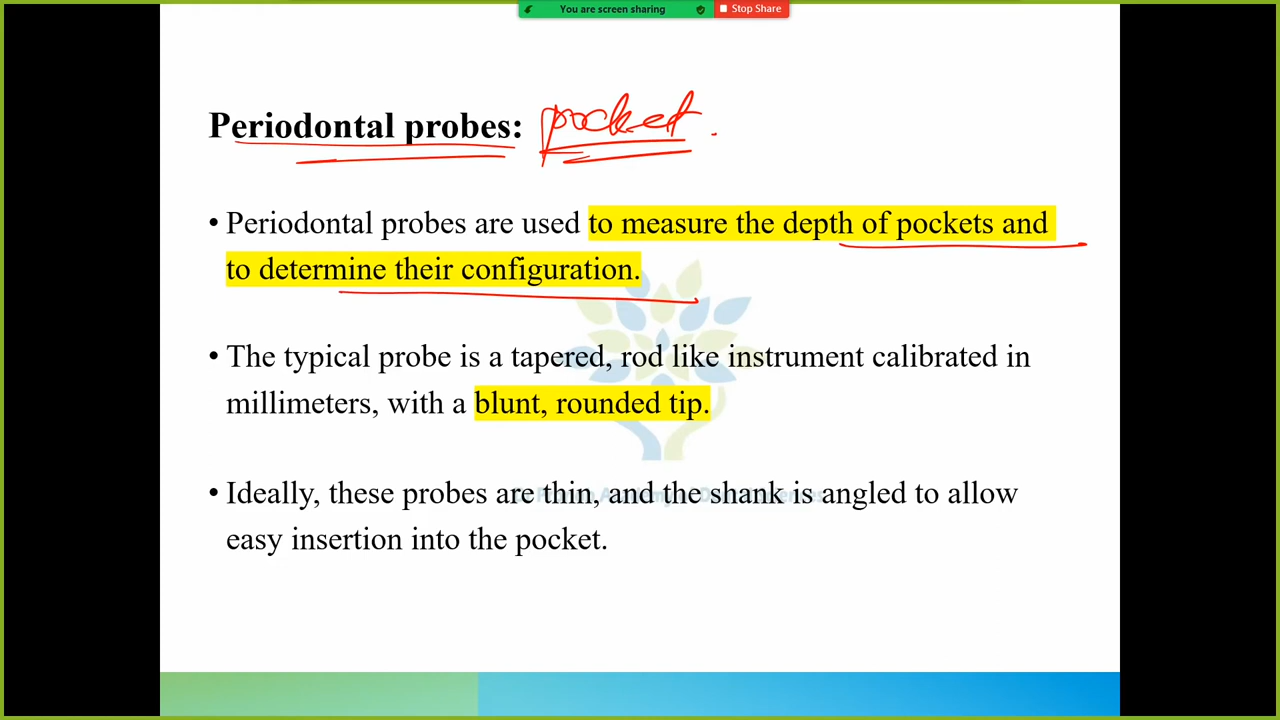 You are screen sharing Stop Share
Periodontal probes: pocket.
• Periodontal probes are used to measure the depth of pockets and
to determine their configuration.
• The typical probe is a tapered, rod like instrument calibrated in
millimeters, with a blunt, rounded tip.
• Ideally, these probes are thin, and the shank is angled to allow
easy insertion into the pocket.